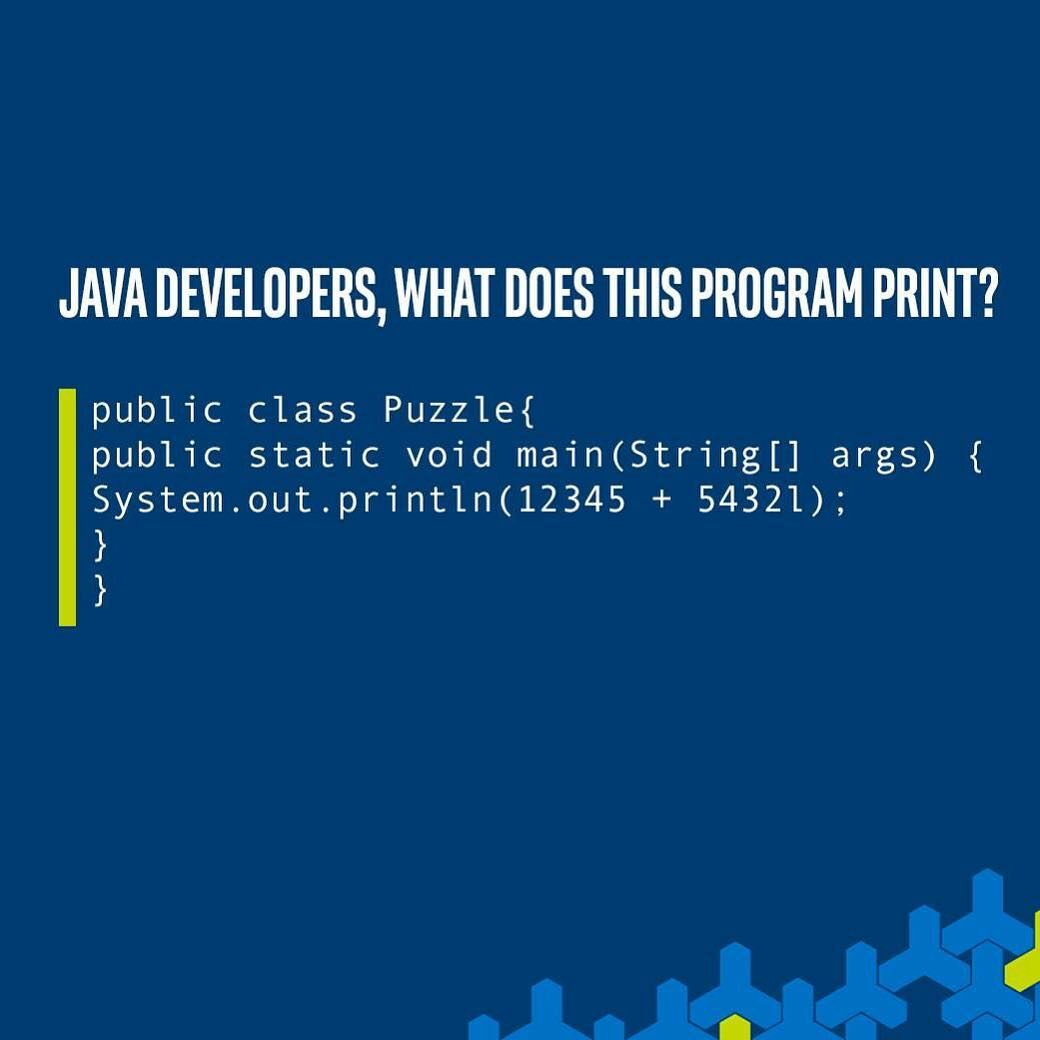 JAVA DEVELOPERS, WHAT DOES THIS PROGRAM PRINT?
public class Puzzle{
public static void main(String[] args) {
System.out.println(12345 + 5432l);
}
}